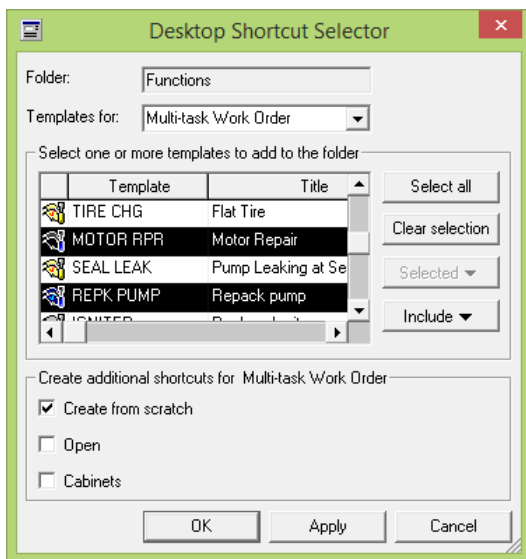 Desktop Shortcut Selector
Folder: Functions
Templates for: Multi-task Work Order
Select one or more templates to add to the folder
Template Title
TIRE CHG Flat Tire
MOTOR RPR Motor Repair
SEAL LEAK Pump Leaking at Se
REPK PUMP Repack pump
Select all
Clear selection
Selected
Include
Create additional shortcuts for Multi-task Work Order
Create from scratch
Open
Cabinets
OK Apply Cancel